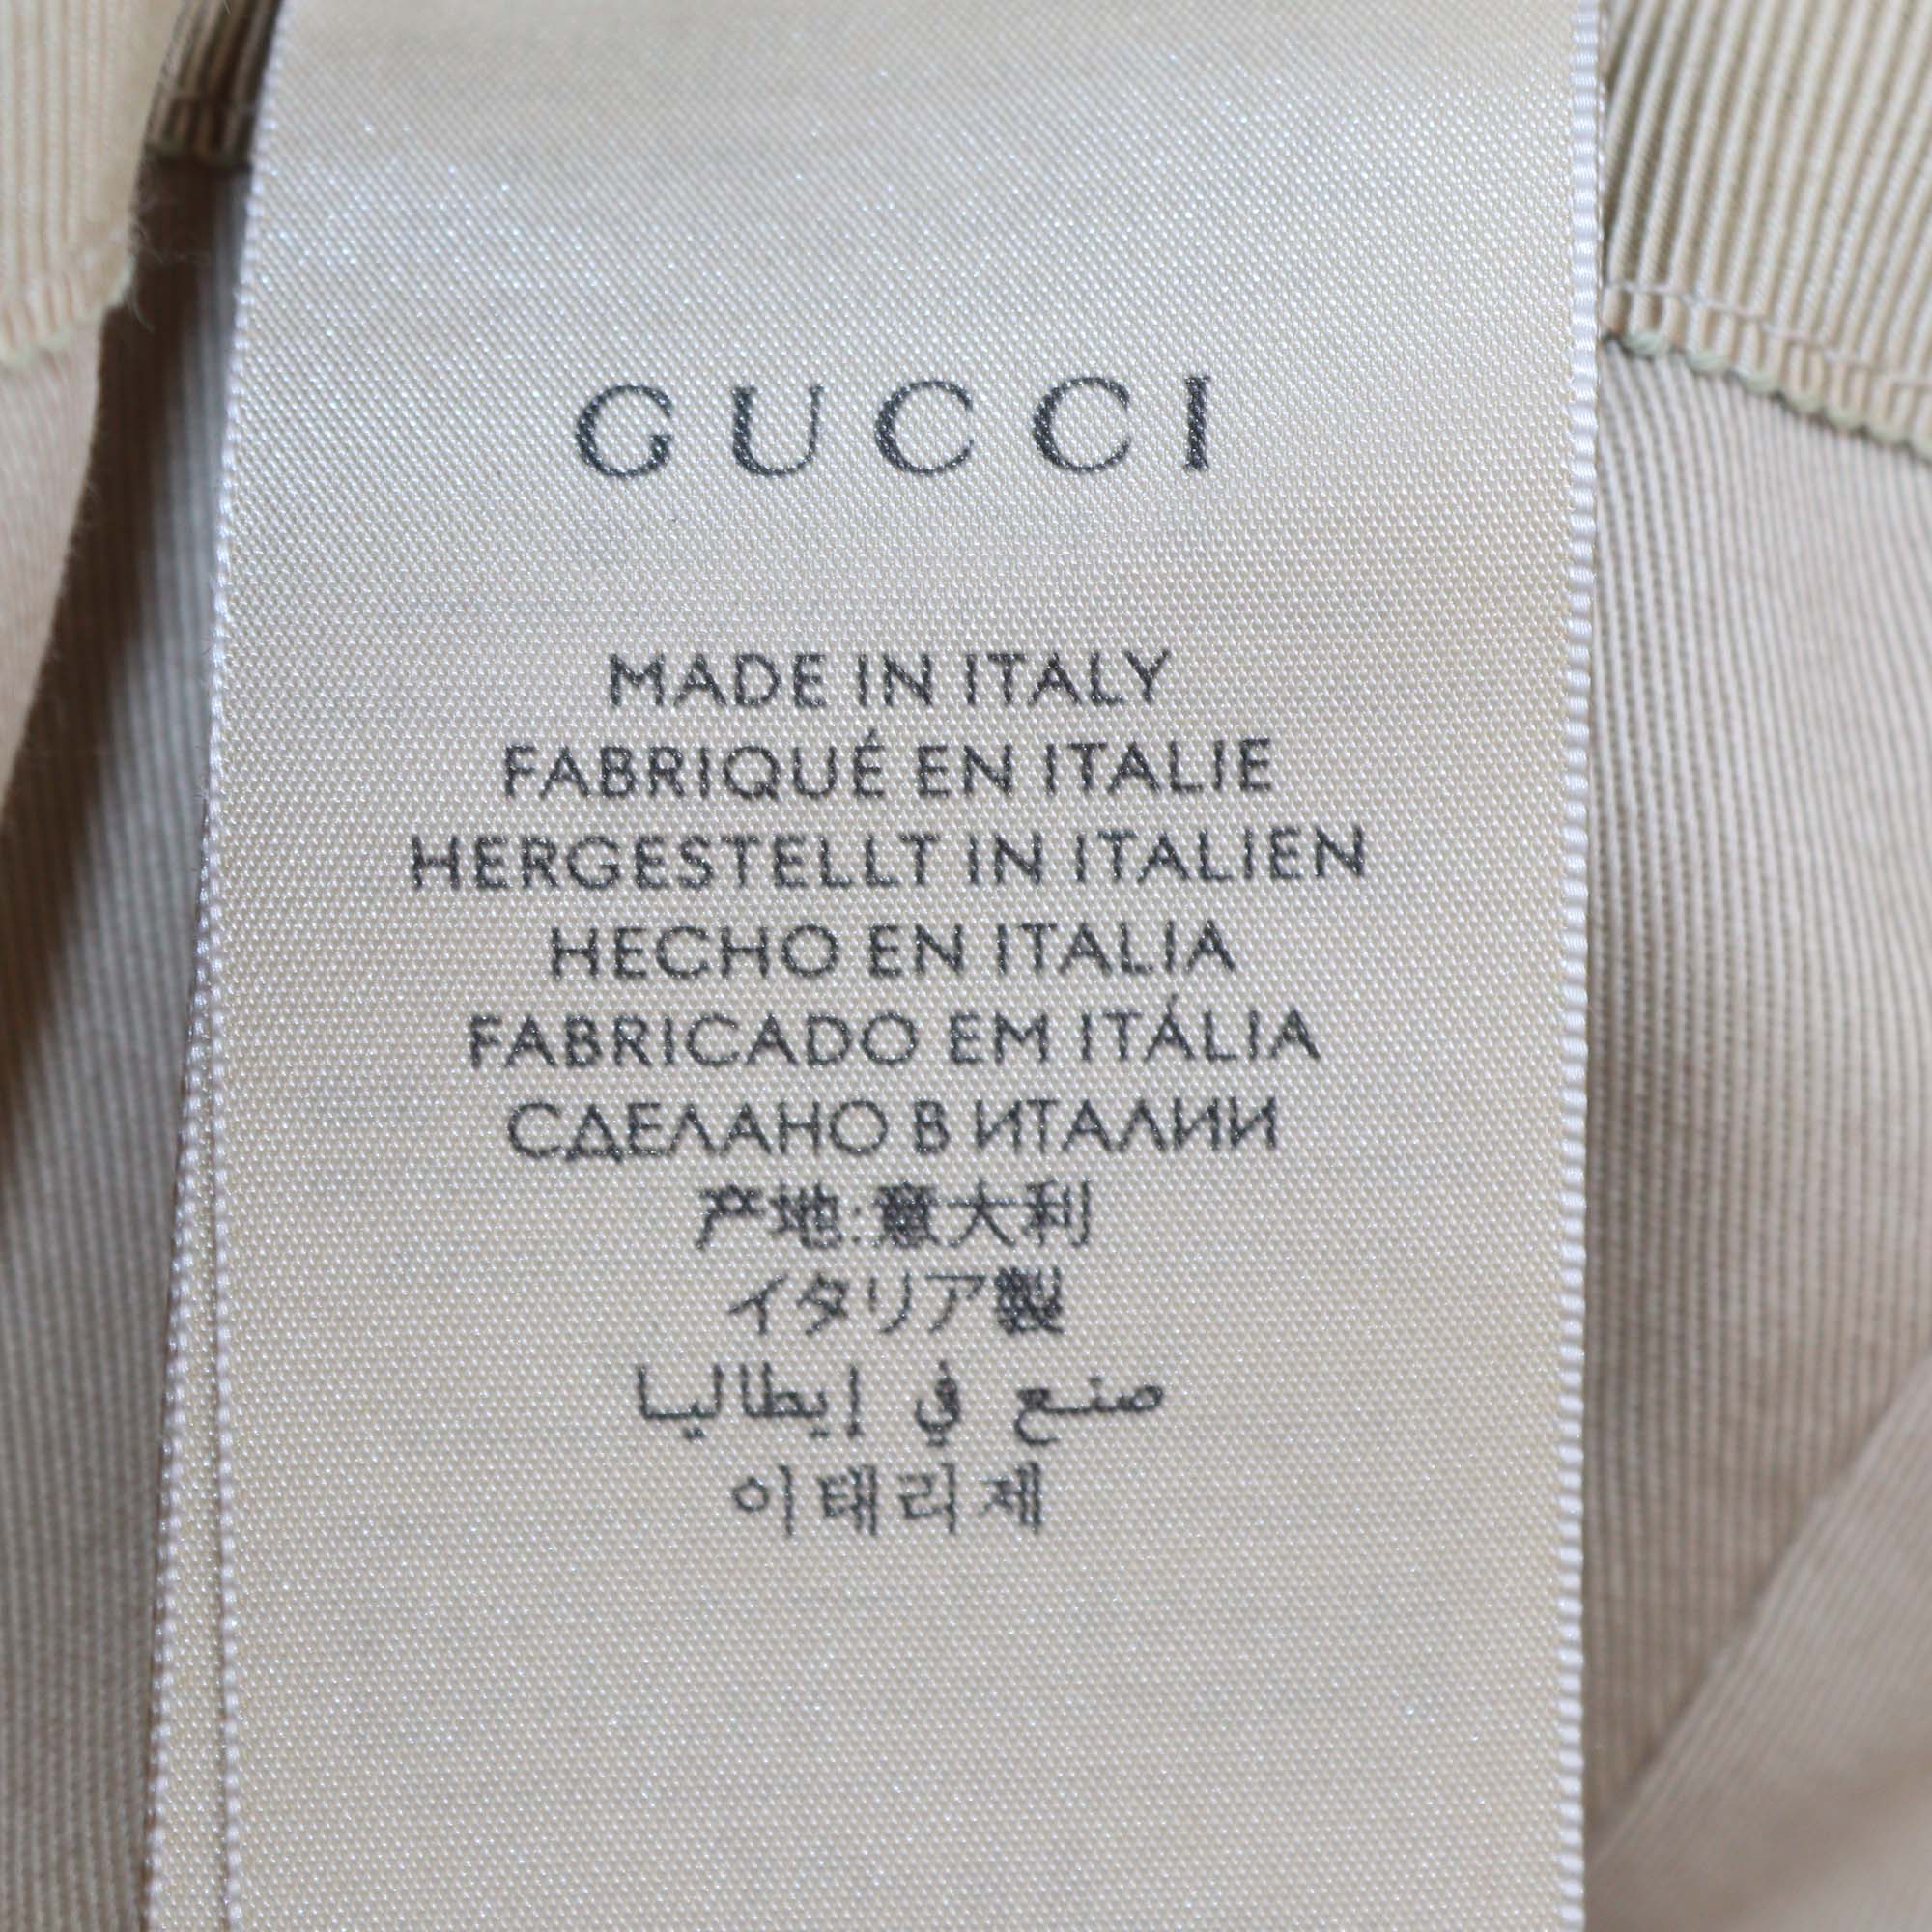 GUCCI
MADE IN ITALY
FABRIQUÉ EN ITALIE
HERGESTELLT IN ITALIEN
HECHO EN ITALIA
FABRICADO EM ITÁLIA
СДЕЛАНО В ИТАЛИИ
产地:意大利
イタリア製
صنع في إيطاليا
이태리제